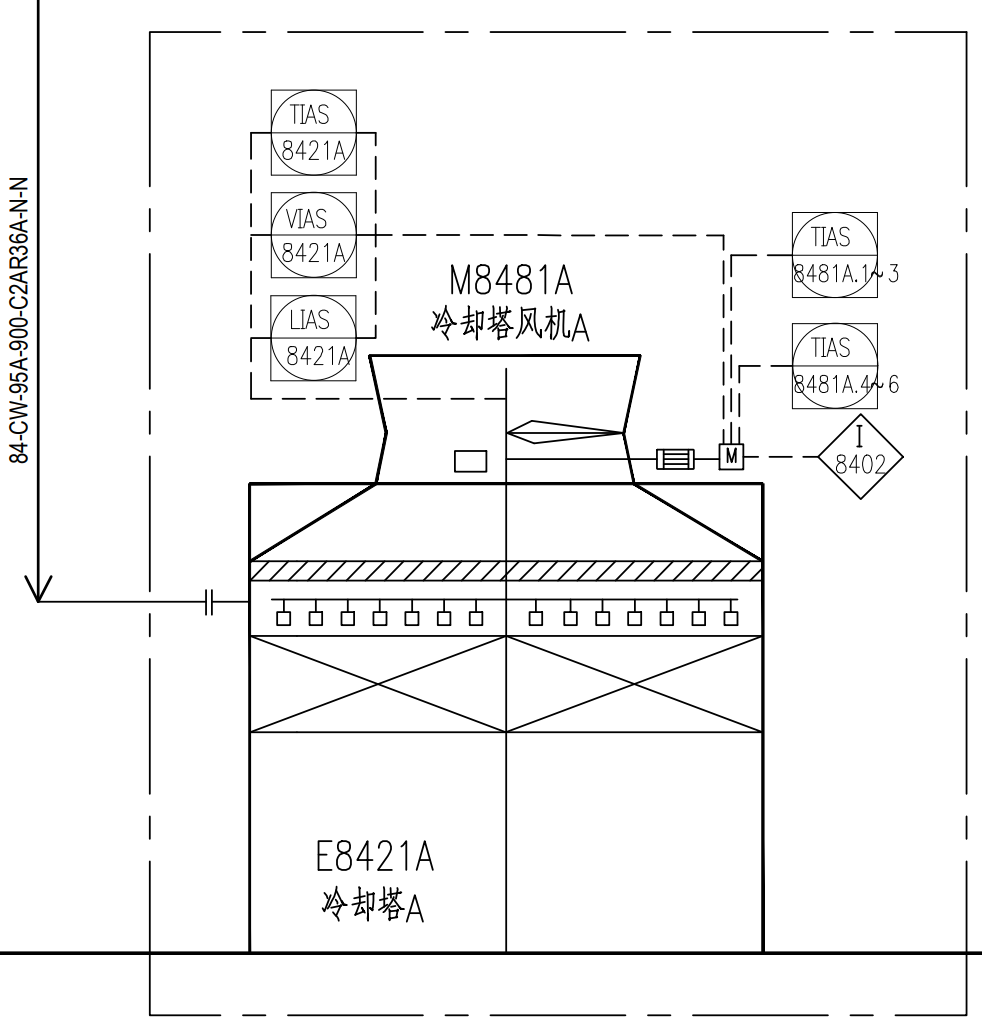 84-CW-95A-900-C2AR36A-N-N
TIAS
8421A
VIAS
8421A
LIAS
8421A
M8481A
冷却塔风机A
TIAS
8481A.1~3
TIAS
8481A.4~6
M
I
8402
E8421A
冷却塔A